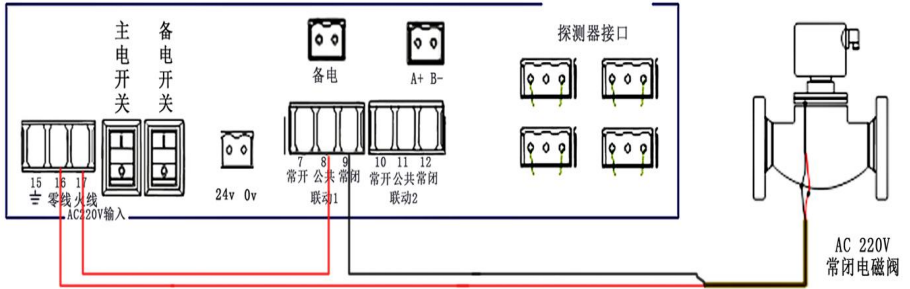 主电开关
备电开关
备电
A+ B-
探测器接口
15 16 17
零线 火线
AC220V输入
24v 0v
7 8 9
常开 公共 常闭
联动1
10 11 12
常开 公共 常闭
联动2
AC 220V
常闭电磁阀